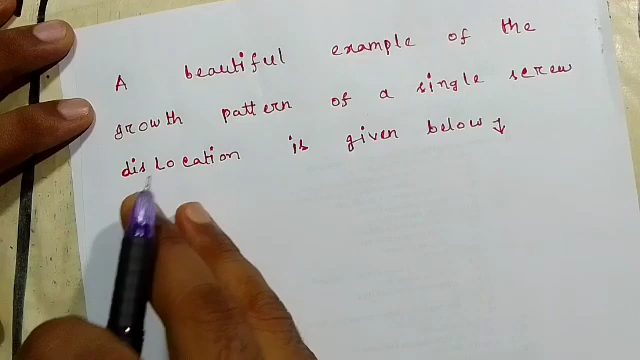 A beautiful example of the
growth pattern of a single screw
dislocation is given below ↓